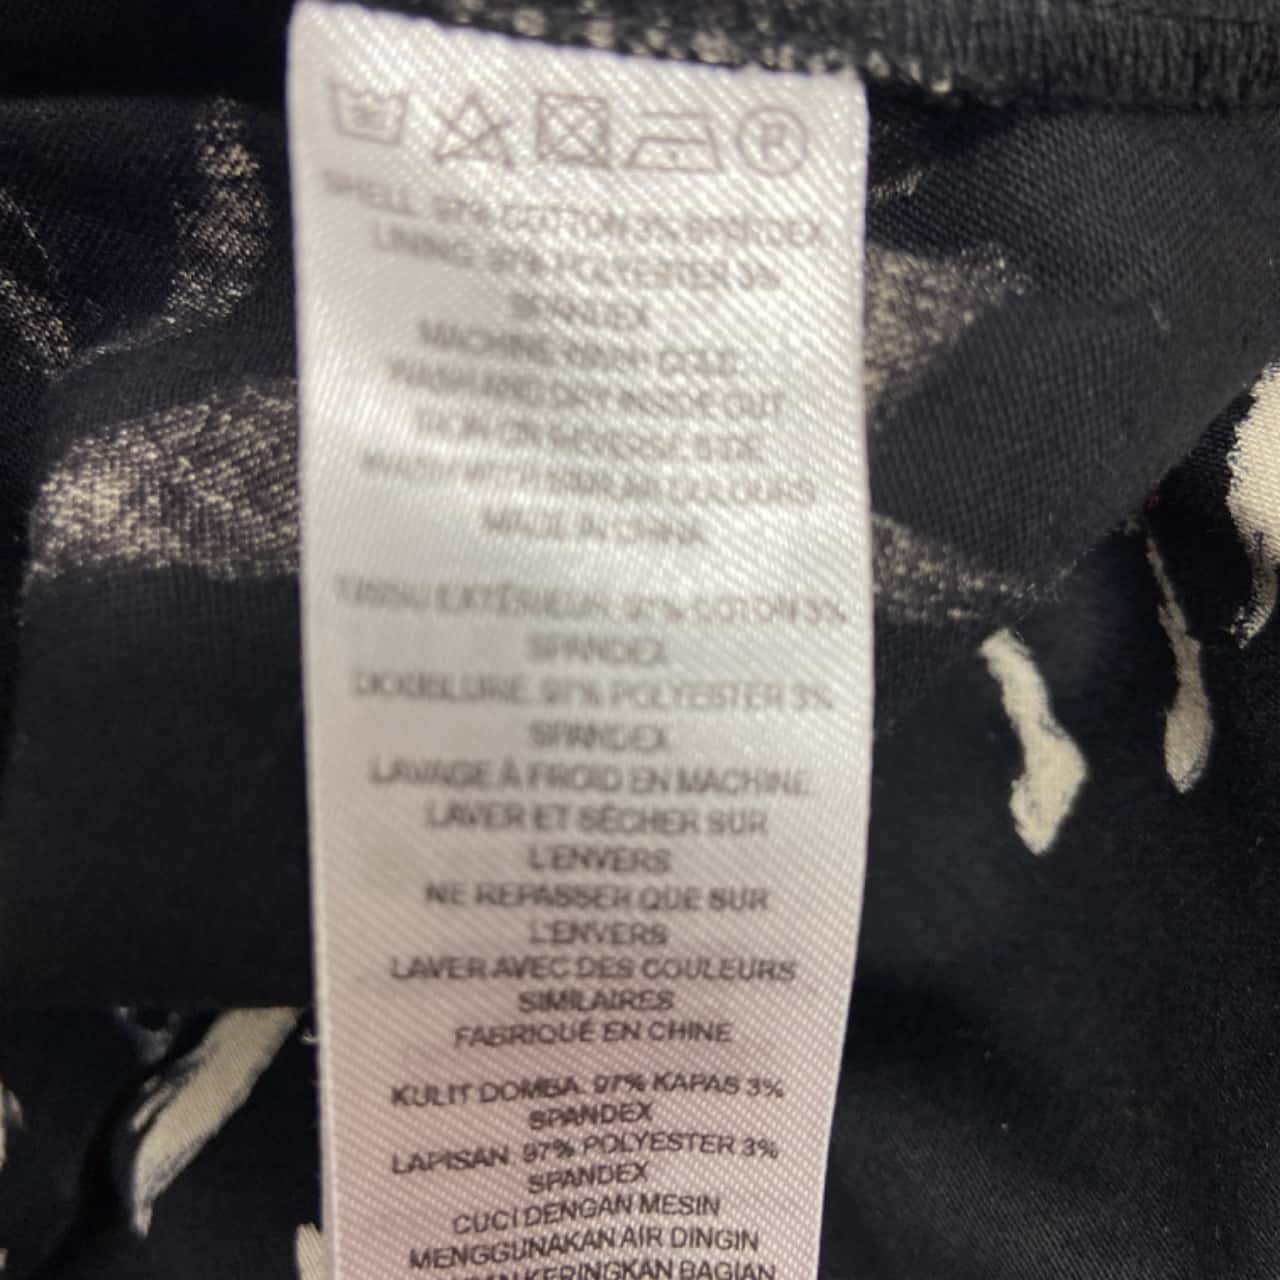 SHELL 97% COTTON 3% SPANDEX
LINING 97% POLYESTER 3%
SPANDEX
MACHINE WASH COLD
WASH AND DRY INSIDE OUT
IRON ON REVERSE SIDE
WASH WITH SIMILAR COLOURS
MADE IN CHINA
TISSU EXTÉRIEUR 97% COTON 3%
SPANDEX
DOUBLURE 97% POLYESTER 3%
SPANDEX
LAVAGE À FROID EN MACHINE
LAVER ET SÉCHER SUR
L'ENVERS
NE REPASSER QUE SUR
L'ENVERS
LAVER AVEC DES COULEURS
SIMILAIRES
FABRIQUÉ EN CHINE
KULIT DOMBA 97% KAPAS 3%
SPANDEX
LAPISAN 97% POLYESTER 3%
SPANDEX
CUCI DENGAN MESIN
MENGGUNAKAN AIR DINGIN
KERINGKAN BAGIAN